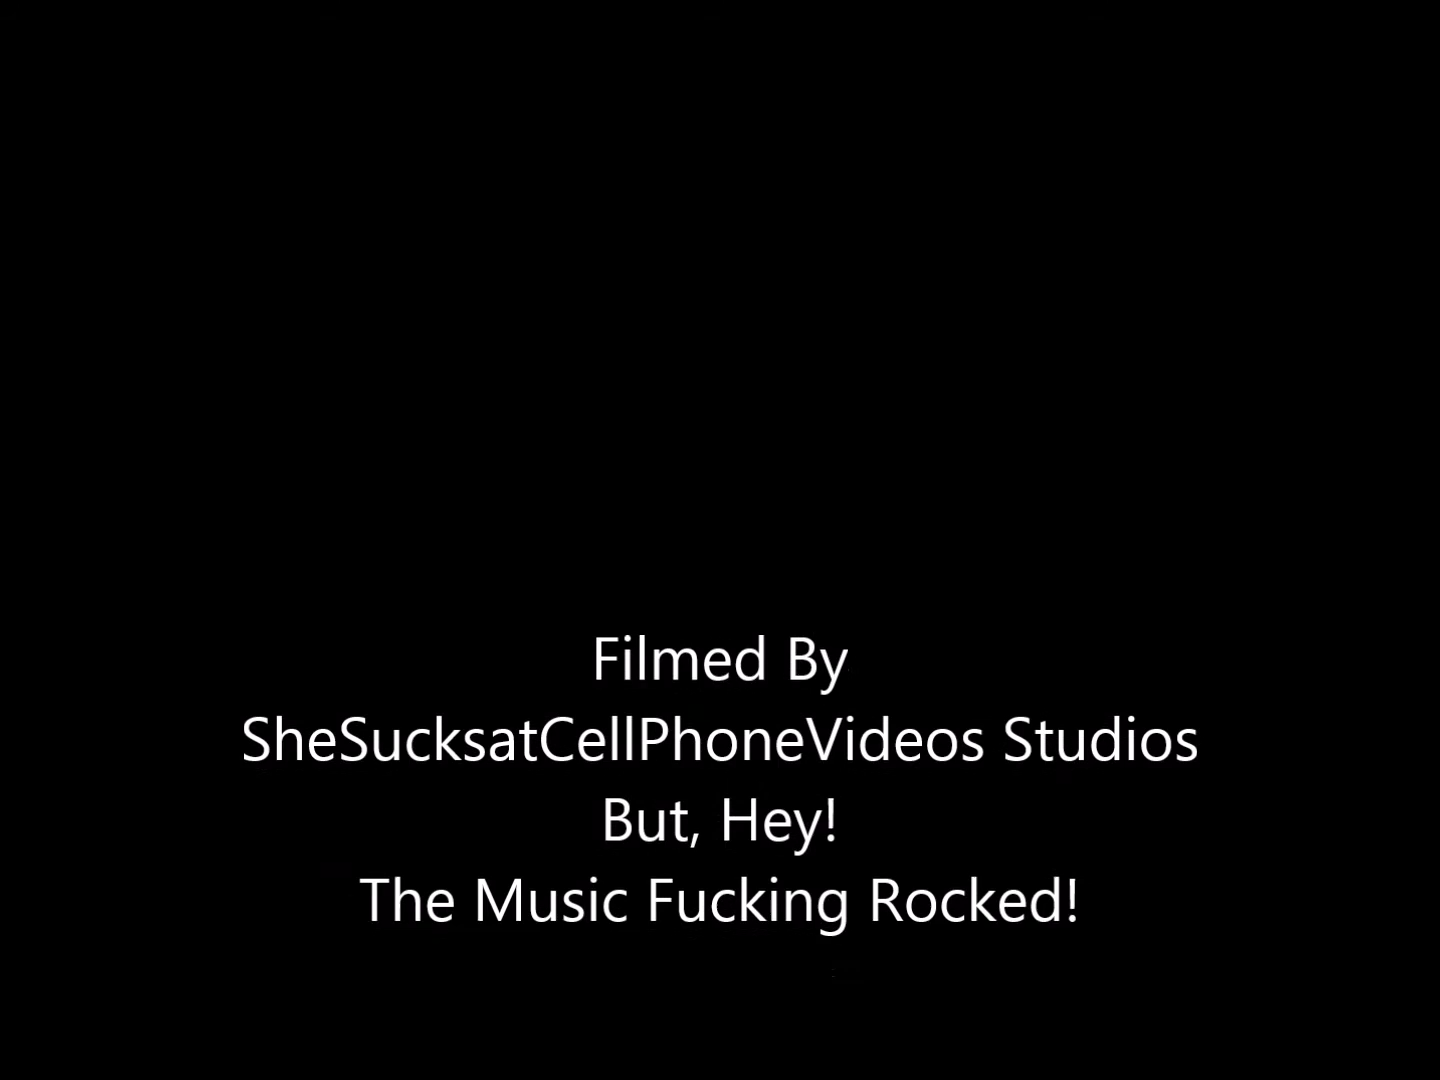 Filmed By
SheSucksatCellPhoneVideos Studios
But, Hey!
The Music Fucking Rocked!